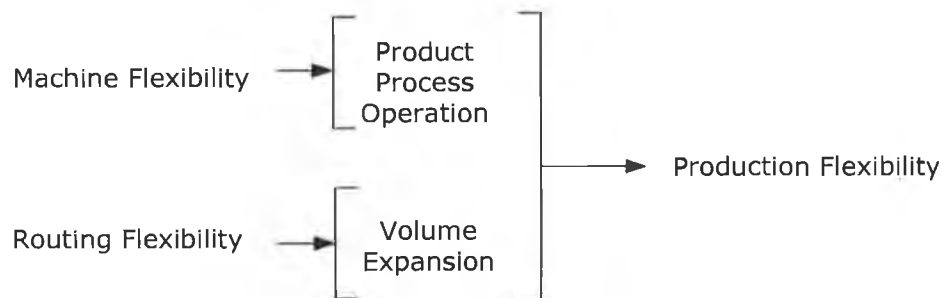 Machine Flexibility
Product
Process
Operation
Production Flexibility
Routing Flexibility
Volume
Expansion